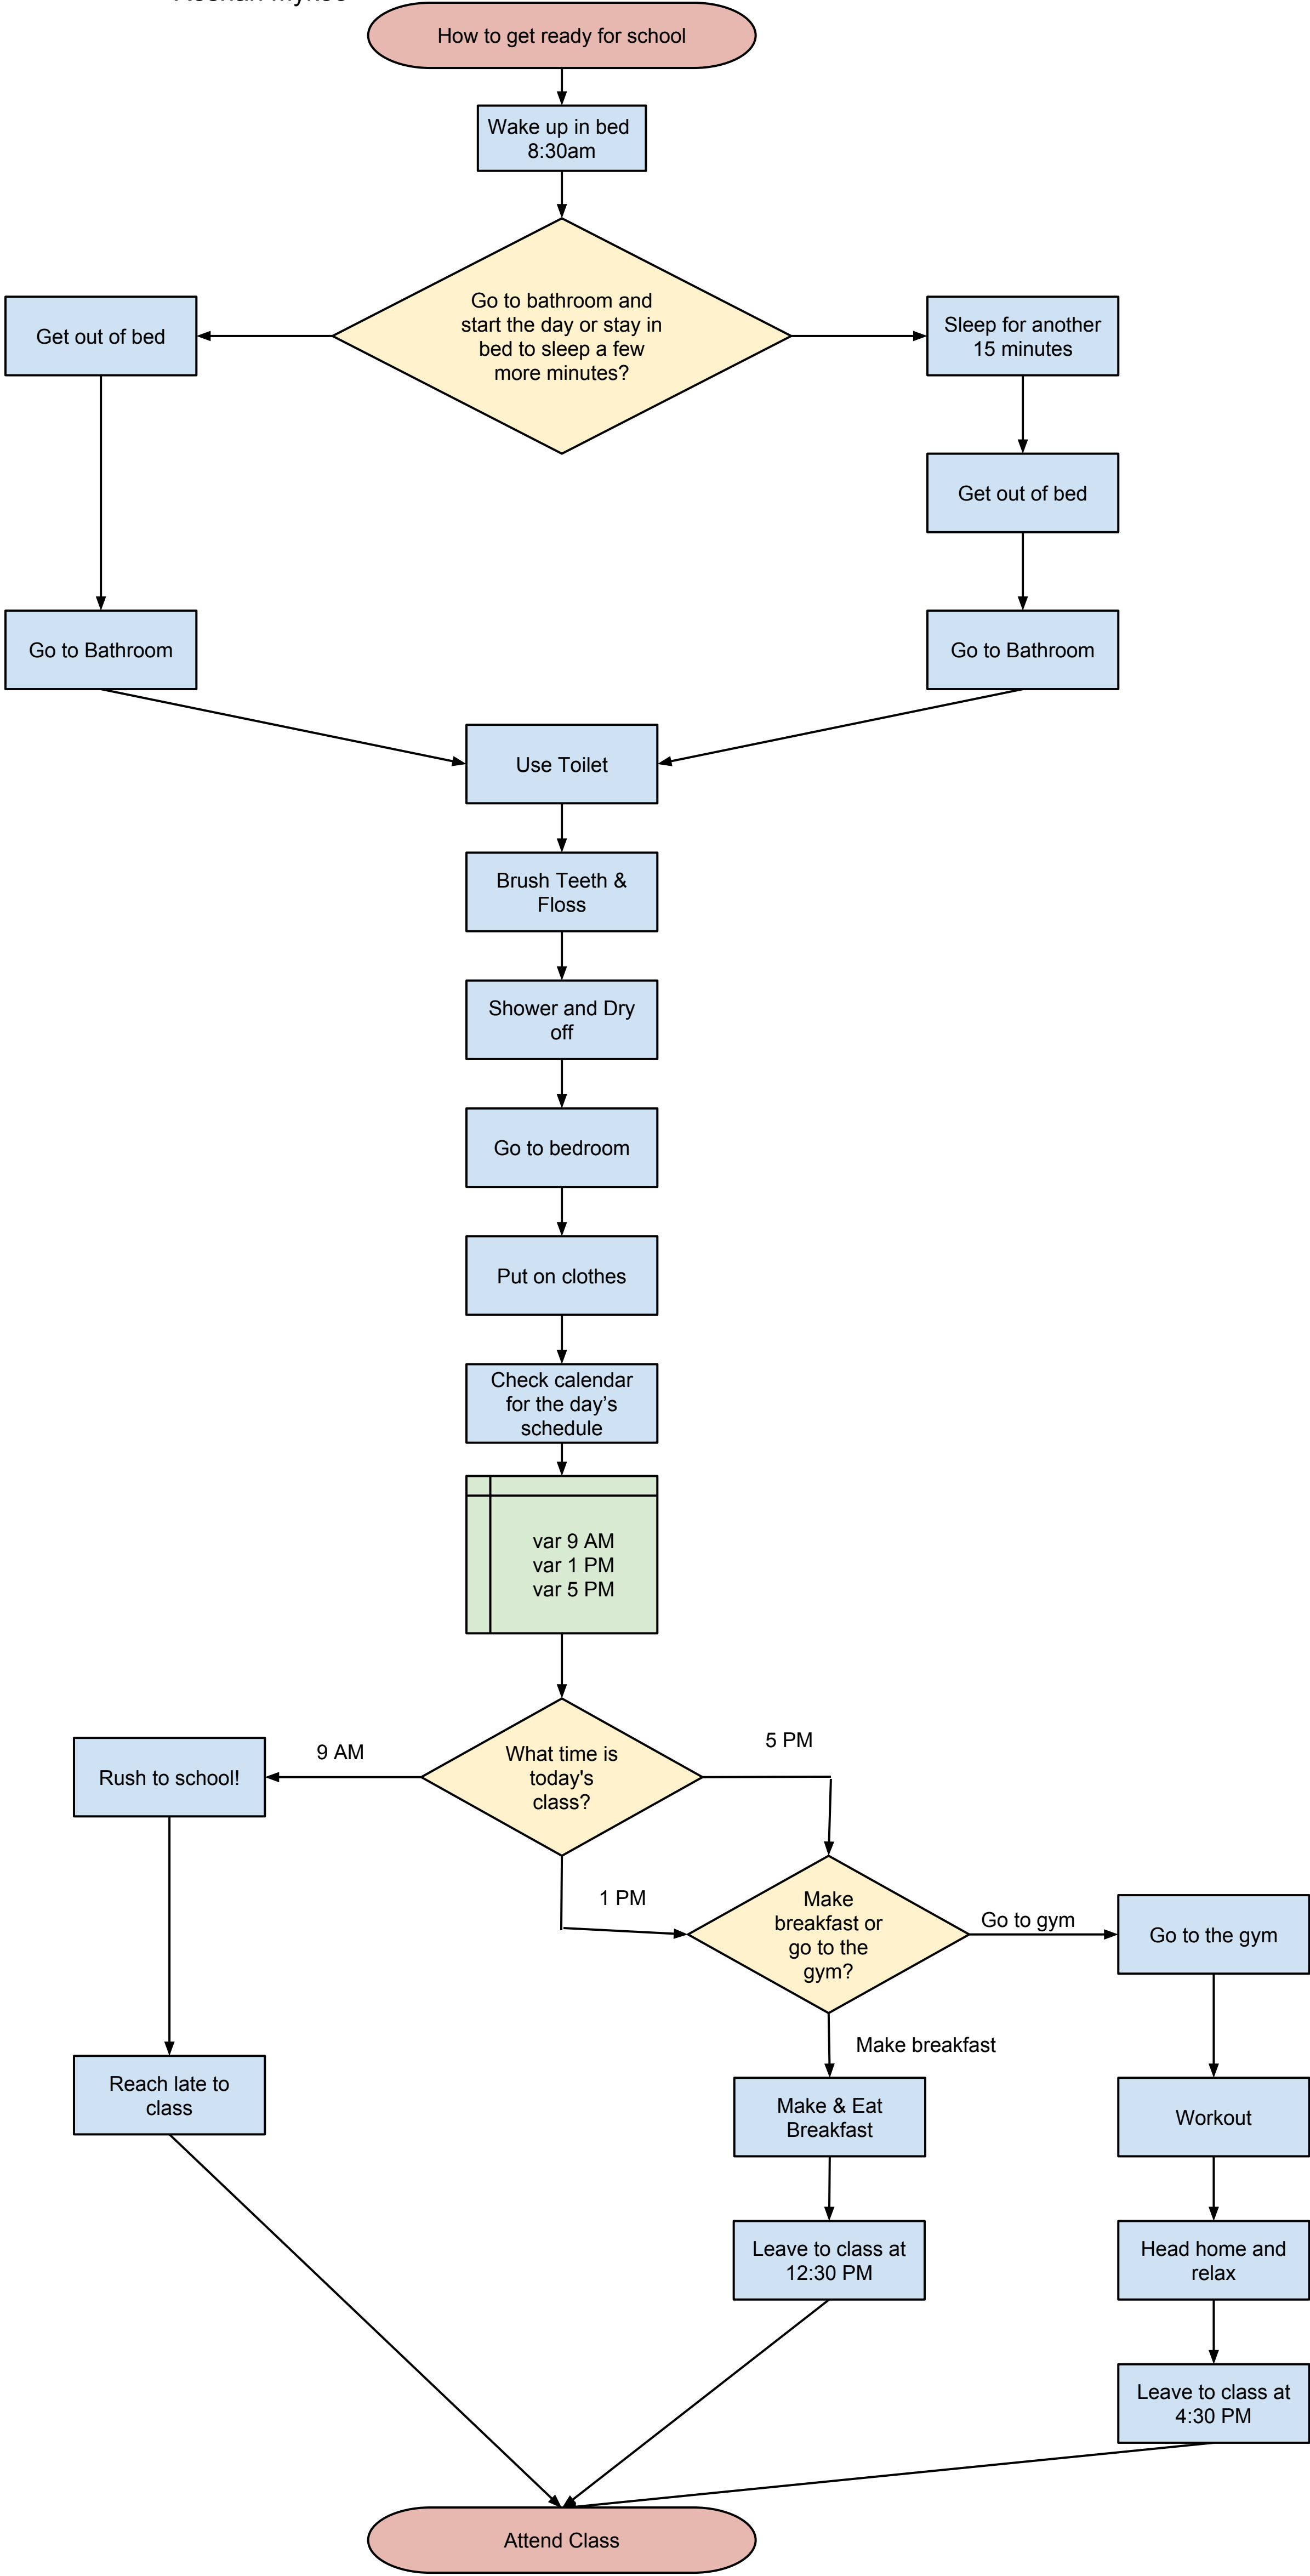 How to get ready for school
Wake up in bed
8:30am
Go to bathroom and
start the day or stay in
bed to sleep a few
more minutes?
Get out of bed
Sleep for another
15 minutes
Get out of bed
Go to Bathroom
Go to Bathroom
Use Toilet
Brush Teeth &
Floss
Shower and Dry
off
Go to bedroom
Put on clothes
Check calendar
for the day’s
schedule
var 9 AM
var 1 PM
var 5 PM
What time is
today's
class?
9 AM
5 PM
1 PM
Rush to school!
Make
breakfast or
go to the
gym?
Go to gym
Go to the gym
Make breakfast
Reach late to
class
Make & Eat
Breakfast
Workout
Leave to class at
12:30 PM
Head home and
relax
Leave to class at
4:30 PM
Attend Class